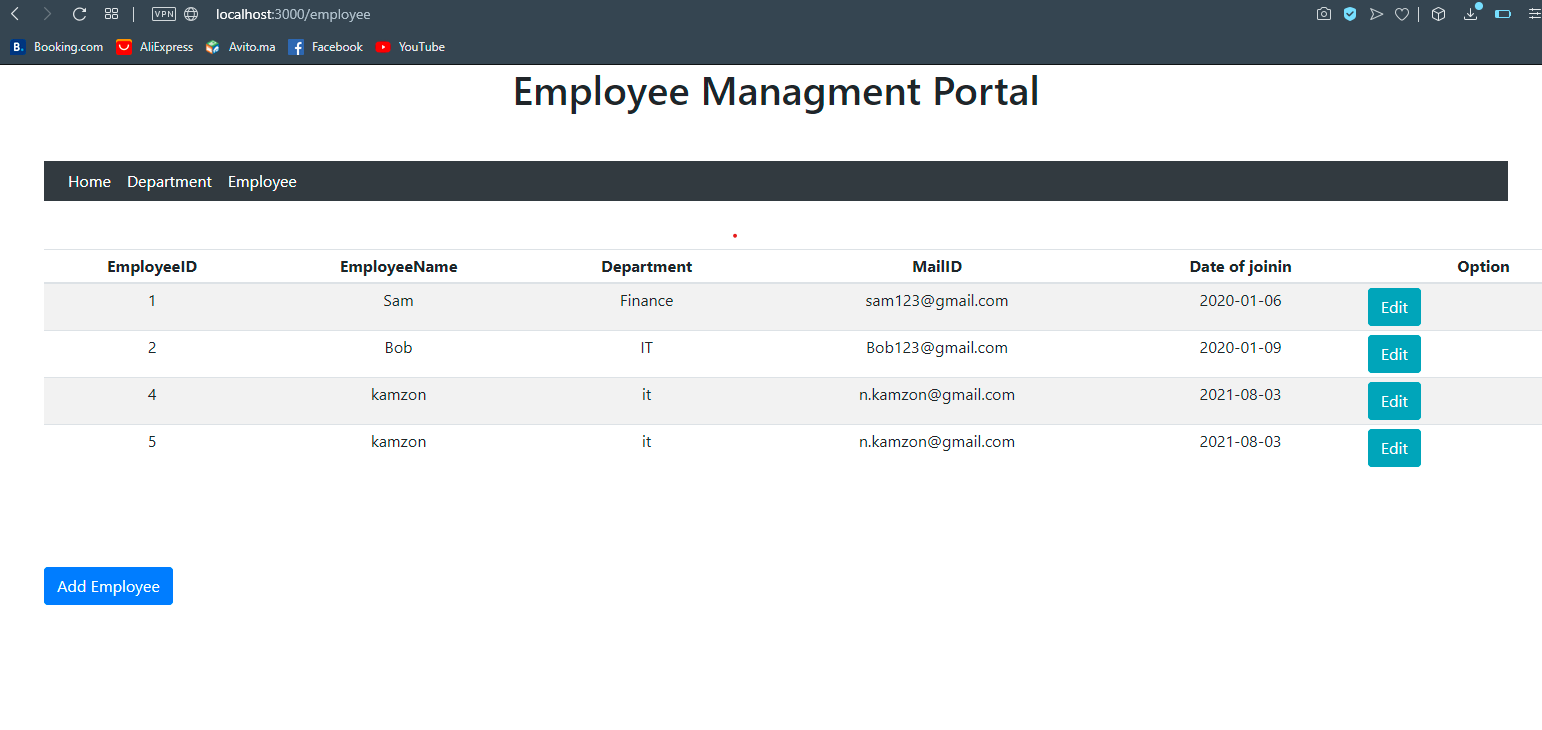 VPN localhost:3000/employee
B. Booking.com AliExpress Avito.ma Facebook YouTube
Employee Managment Portal
Home Department Employee
EmployeeID EmployeeName Department MailID Date of joinin Option
1 Sam Finance sam123@gmail.com 2020-01-06 Edit
2 Bob IT Bob123@gmail.com 2020-01-09 Edit
4 kamzon it n.kamzon@gmail.com 2021-08-03 Edit
5 kamzon it n.kamzon@gmail.com 2021-08-03 Edit
Add Employee